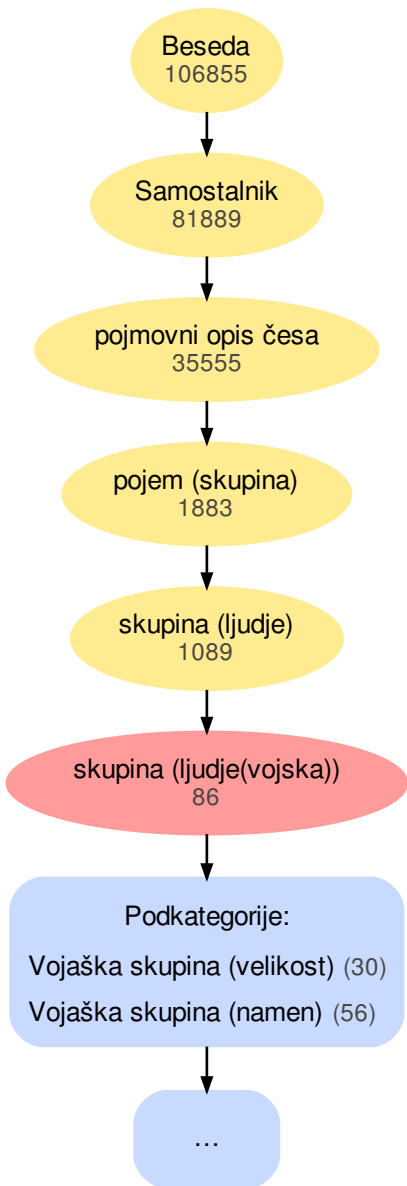 Beseda
106855
Samostalnik
81889
pojmovni opis česa
35555
pojem (skupina)
1883
skupina (ljudje)
1089
skupina (ljudje(vojska))
86
Podkategorije:
Vojaška skupina (velikost) (30)
Vojaška skupina (namen) (56)
...